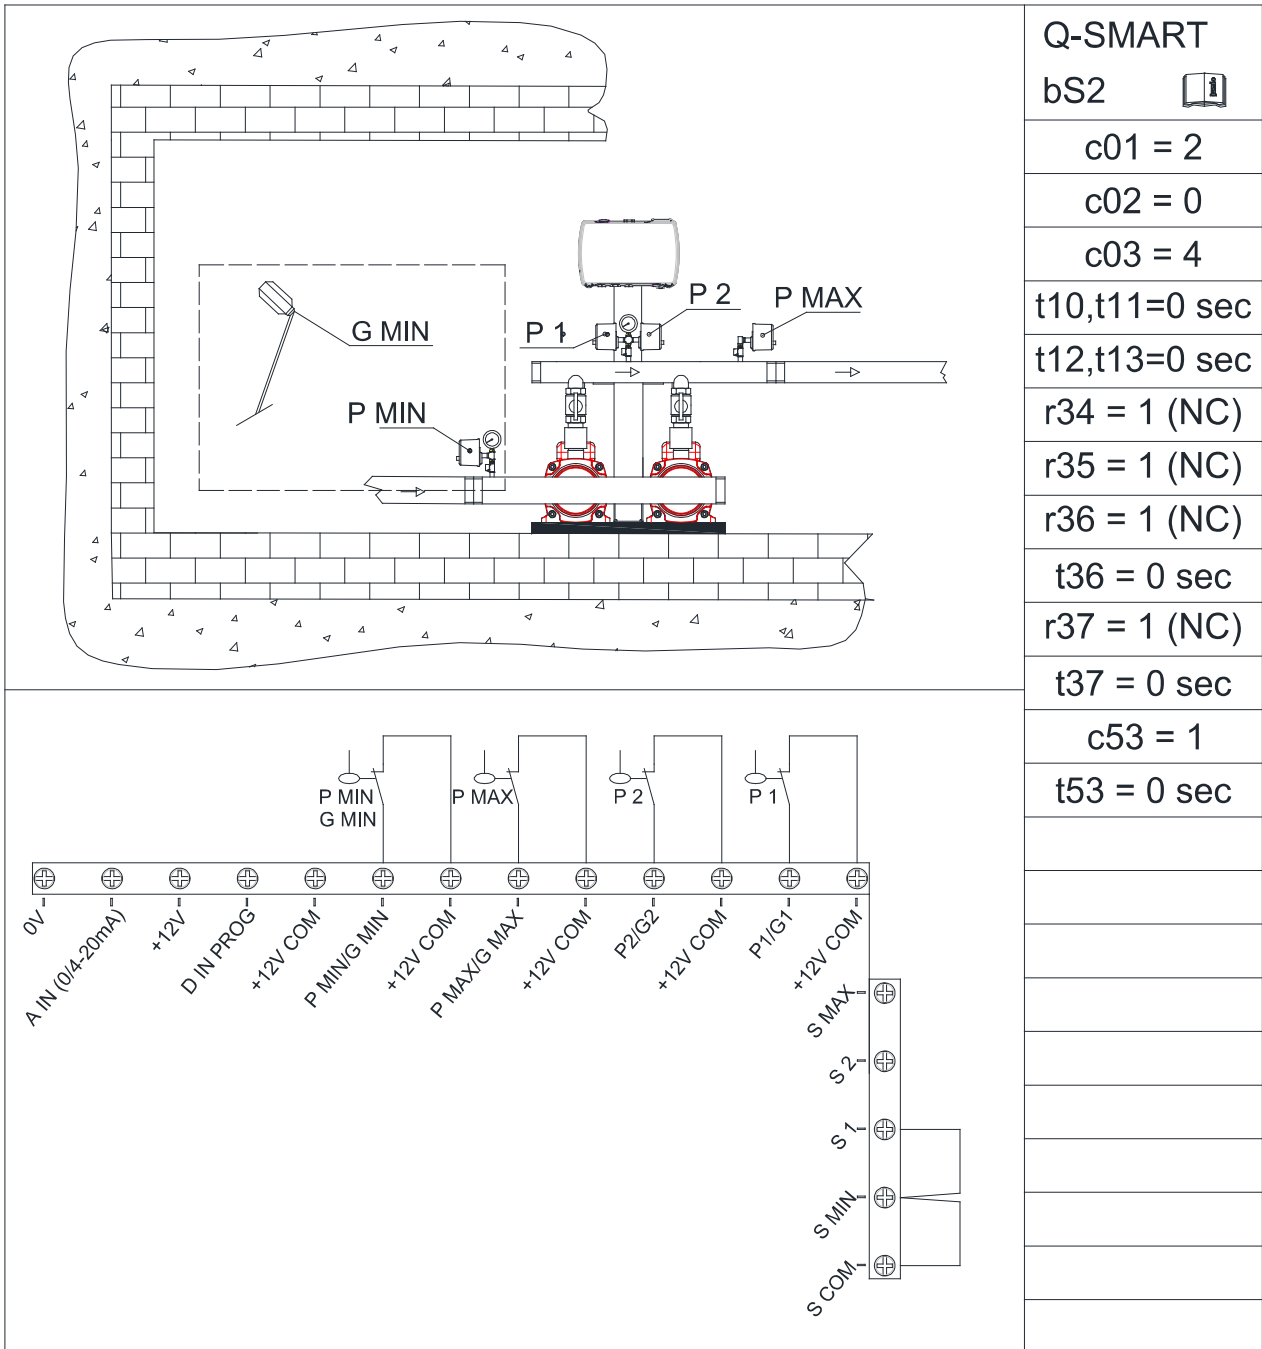 Q-SMART
bS2
c01 = 2
c02 = 0
c03 = 4
t10,t11=0 sec
t12,t13=0 sec
r34 = 1 (NC)
r35 = 1 (NC)
r36 = 1 (NC)
t36 = 0 sec
r37 = 1 (NC)
t37 = 0 sec
c53 = 1
t53 = 0 sec
P 2
P MAX
G MIN
P 1
P MIN
P MIN
G MIN
P MAX
P 2
P 1
0V
A IN (0/4-20mA)
+12V
D IN PROG
+12V COM
P MIN/G MIN
+12V COM
P MAX/G MAX
+12V COM
P2/G2
+12V COM
P1/G1
+12V COM
S MAX
S 2
S 1
S MIN
S COM